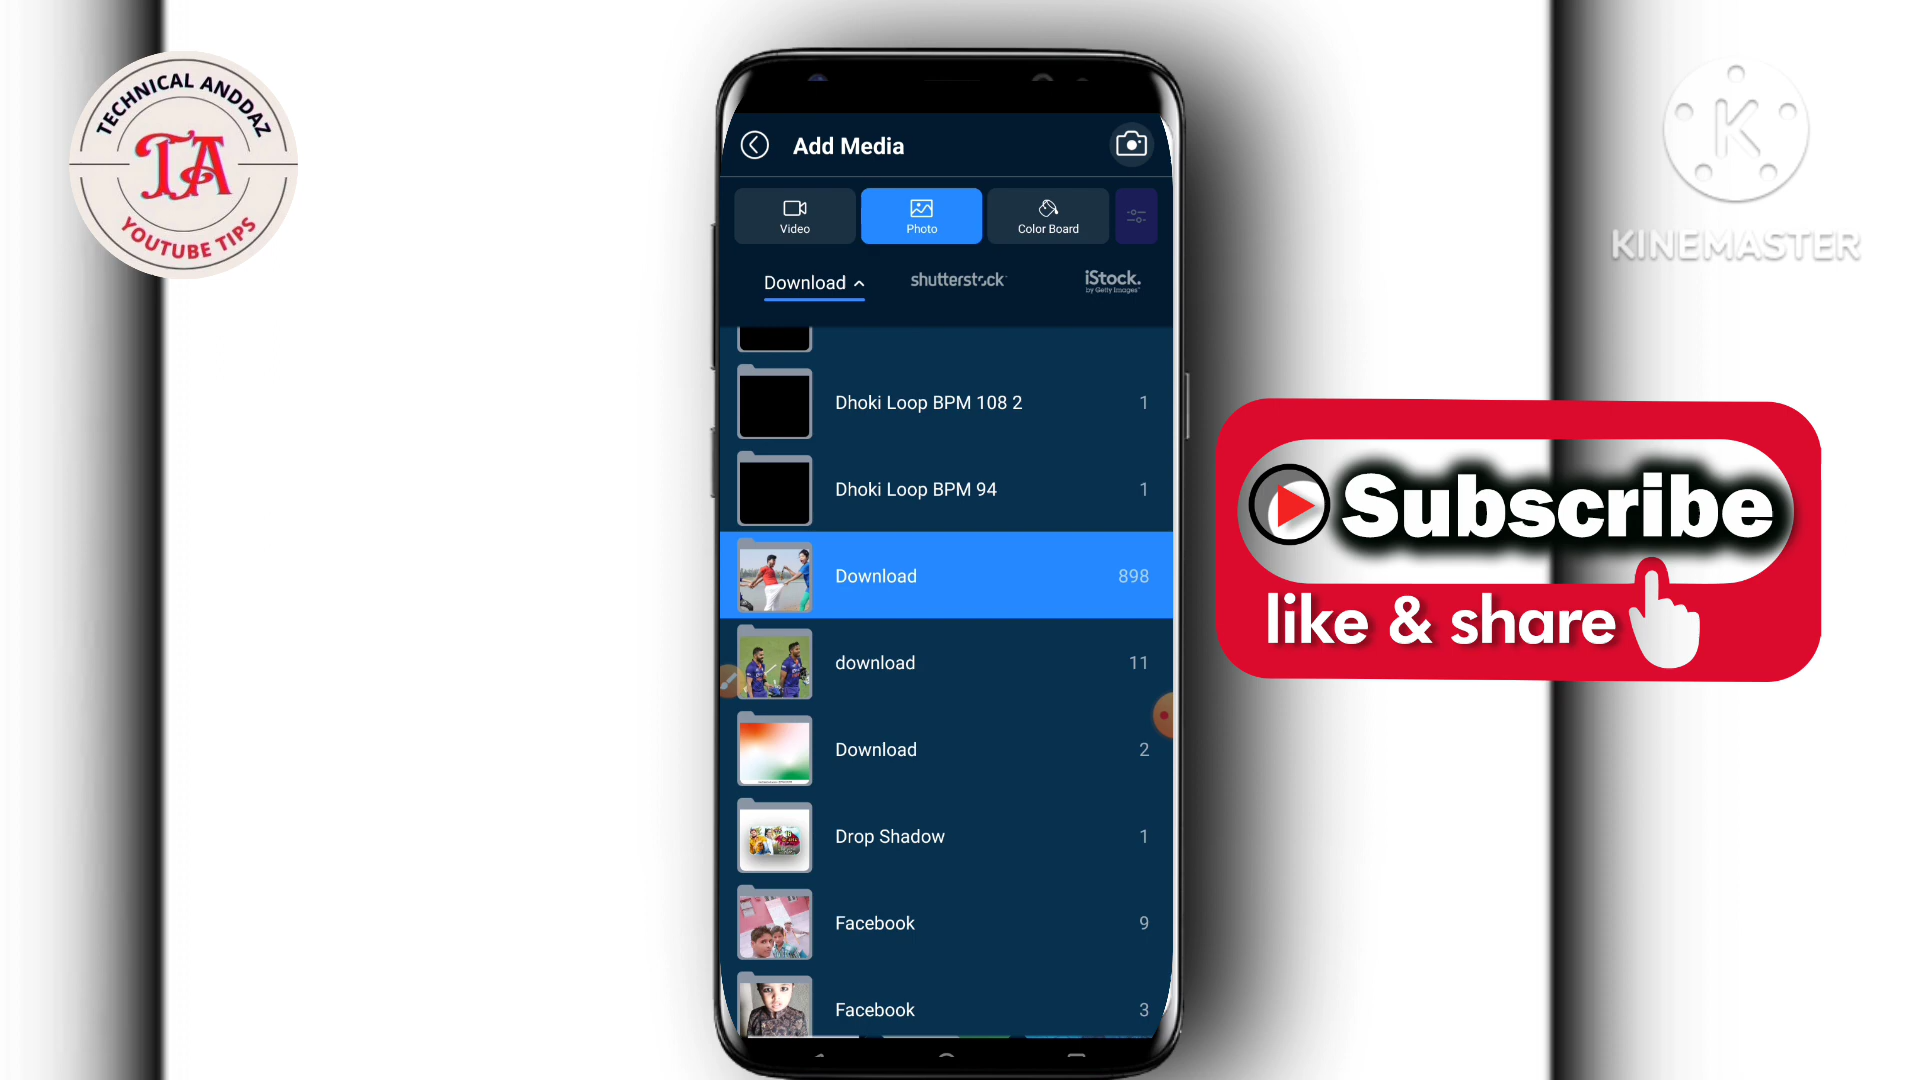 TECHNICAL ANDDAZ
TA
YOUTUBE TIPS
K
KINEMASTER
Add Media
Video
Photo
Color Board
Download
shutterstock
iStock.
by Getty Images™
Dhoki Loop BPM 108 2
1
Dhoki Loop BPM 94
1
Download
898
download
11
Download
2
Drop Shadow
1
Facebook
9
Facebook
3
Subscribe
like & share